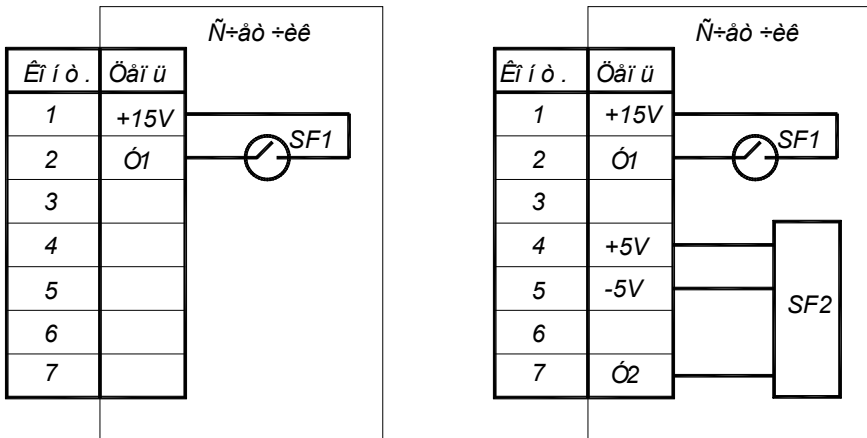 Ñ÷åò ÷èê
Êî í ò . Öåï ü
1 +15V
2 Ó1
3
4
5
6
7
SF1
Ñ÷åò ÷èê
Êî í ò . Öåï ü
1 +15V
2 Ó1
3
4 +5V
5 -5V
6
7 Ó2
SF1
SF2